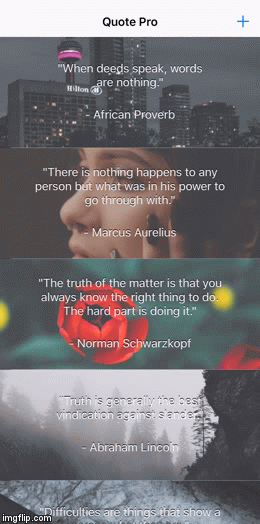 Quote Pro
+
Hilton
"When deeds speak, words
are nothing."
- African Proverb
"There is nothing happens to any
person but what was in his power to
go through with."
- Marcus Aurelius
"The truth of the matter is that you
always know the right thing to do.
The hard part is doing it."
- Norman Schwarzkopf
"Truth is generally the best
vindication against slander."
- Abraham Lincoln
"Difficulties are things that show a
imgflip.com